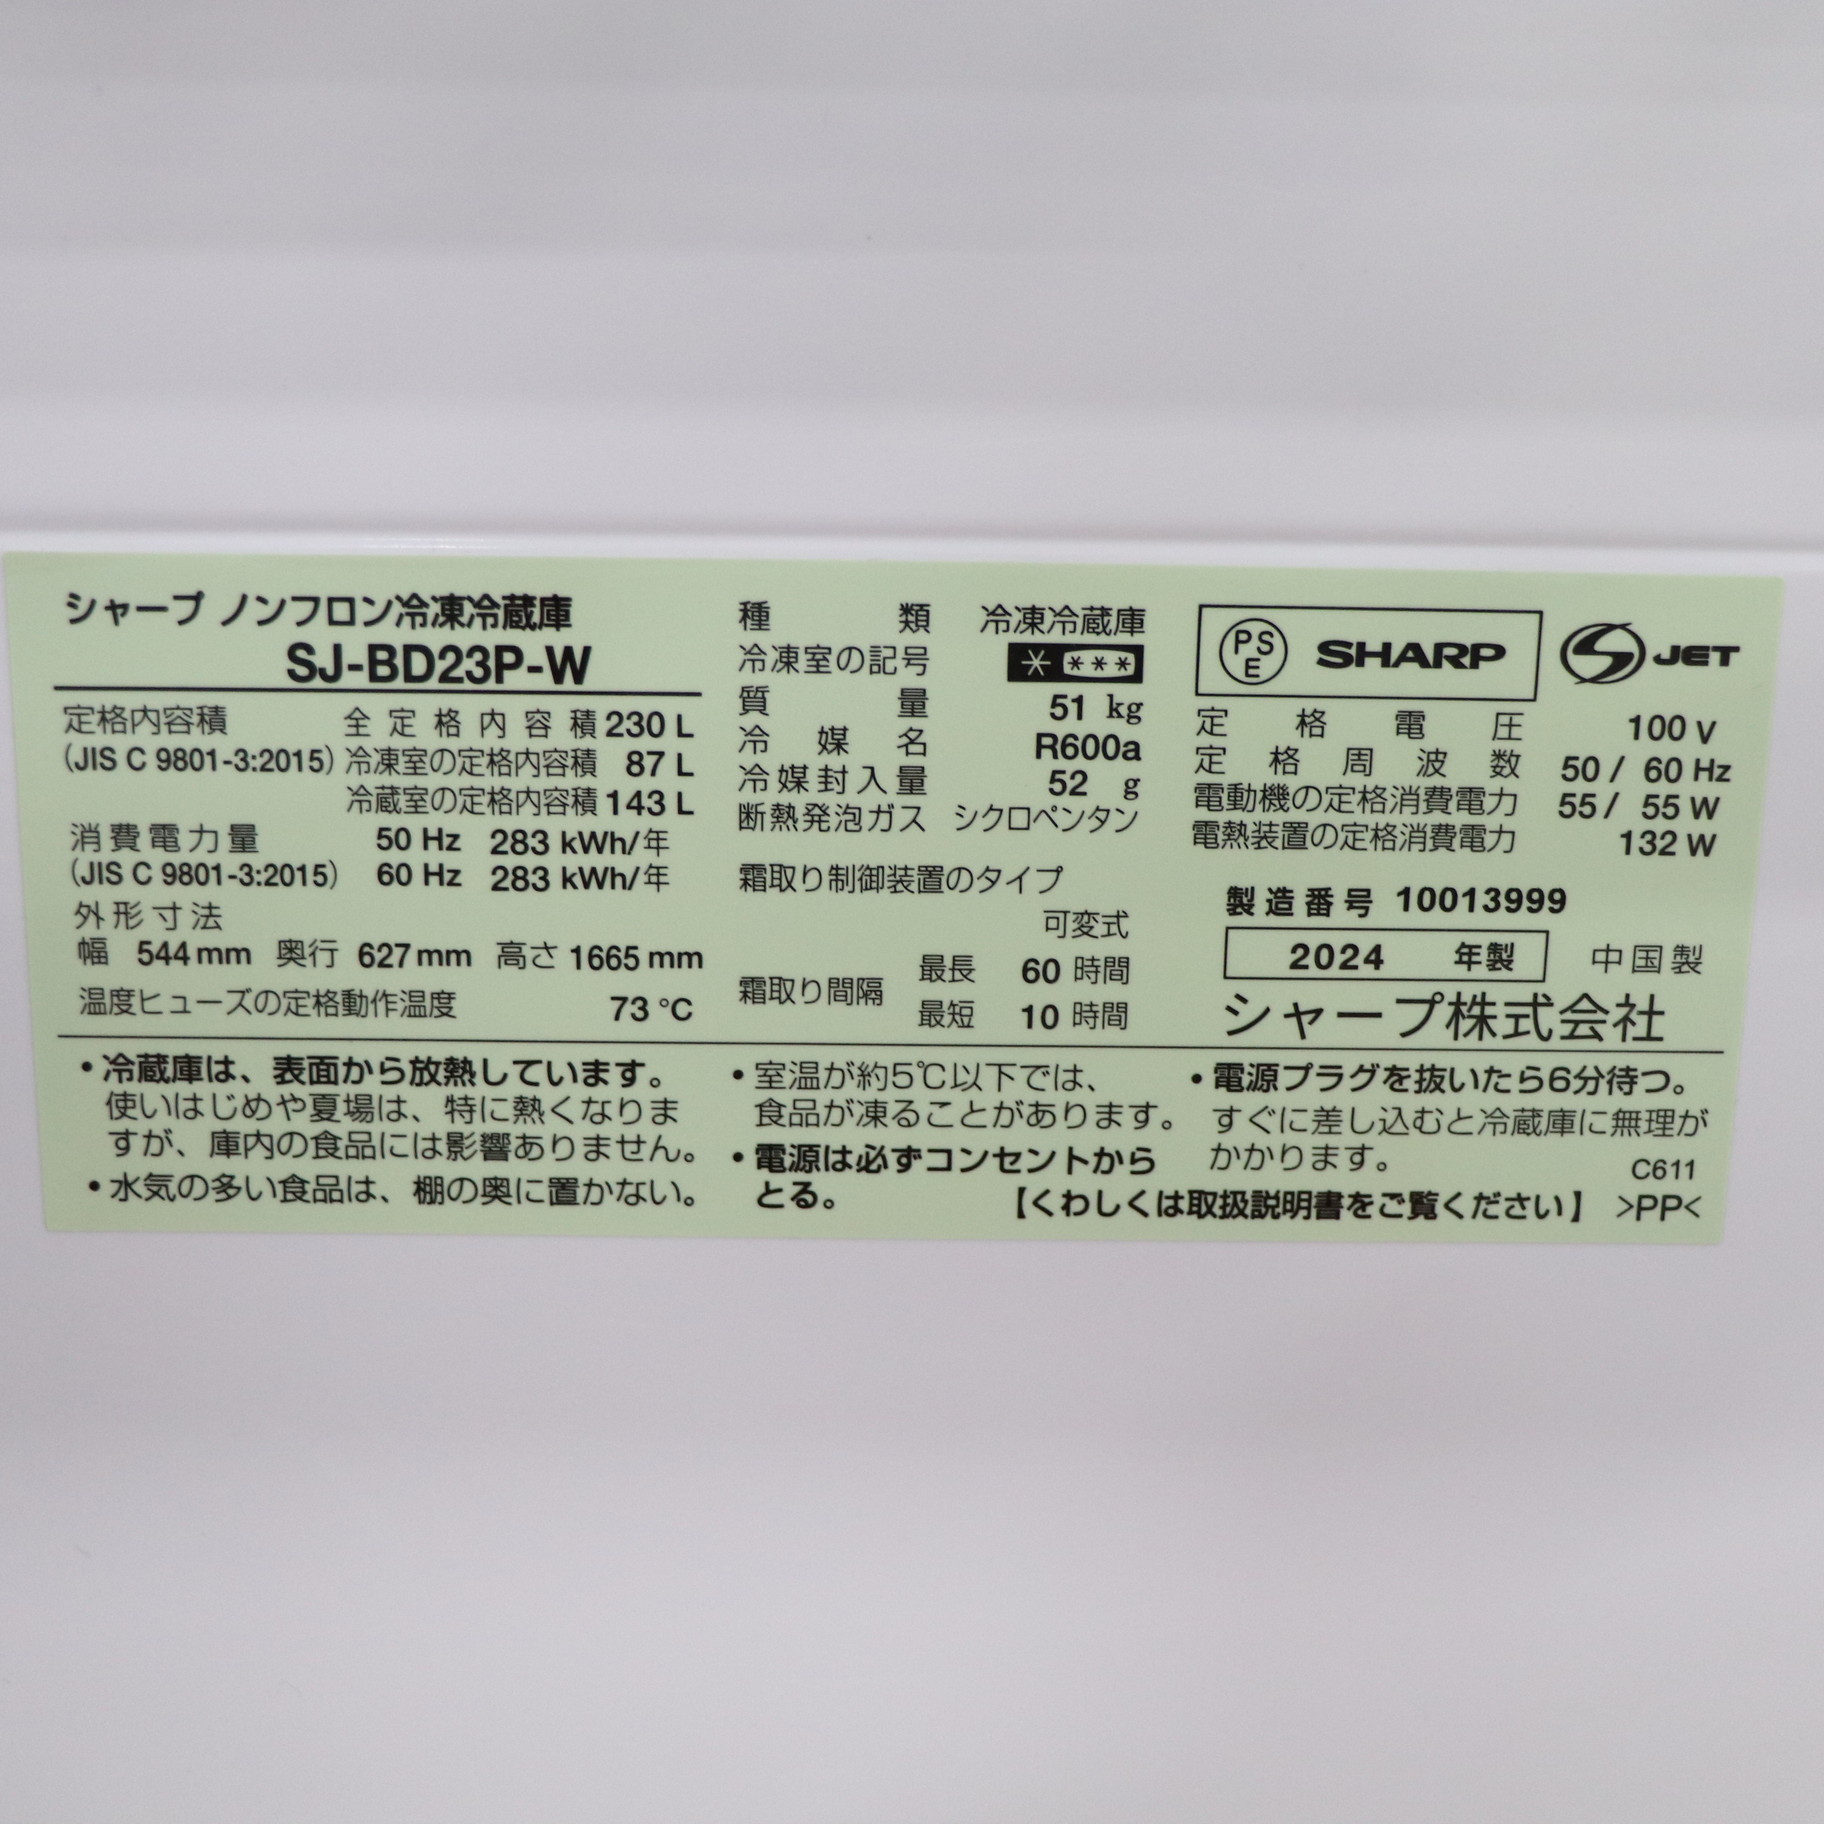 シャープ ノンフロン冷凍冷蔵庫
SJ-BD23P-W
定格内容積 全定格内容積 230 L
(JIS C 9801-3:2015) 冷凍室の定格内容積 87 L
冷蔵室の定格内容積 143 L
消費電力量 50 Hz 283 kWh/年
(JIS C 9801-3:2015) 60 Hz 283 kWh/年
外形寸法
幅 544 mm 奥行 627 mm 高さ 1665 mm
温度ヒューズの定格動作温度 73 ℃
種類 冷凍冷蔵庫
冷凍室の記号 * ***
質量 51 kg
冷媒名 R600a
冷媒封入量 52 g
断熱発泡ガス シクロペンタン
霜取り制御装置のタイプ
可変式
霜取り間隔 最長 60 時間
最短 10 時間
PSE SHARP S JET
定格電圧 100 V
定格周波数 50 / 60 Hz
電動機の定格消費電力 55 / 55 W
電熱装置の定格消費電力 132 W
製造番号 10013999
2024 年製 中国製
シャープ株式会社
・冷蔵庫は、表面から放熱しています。
使いはじめや夏場は、特に熱くなりま
すが、庫内の食品には影響ありません。
・水気の多い食品は、棚の奥に置かない。
・室温が約5℃以下では、
食品が凍ることがあります。
・電源は必ずコンセントから
とる。
・電源プラグを抜いたら6分待つ。
すぐに差し込むと冷蔵庫に無理が
かかります。 C611
【くわしくは取扱説明書をご覧ください】 >PP<